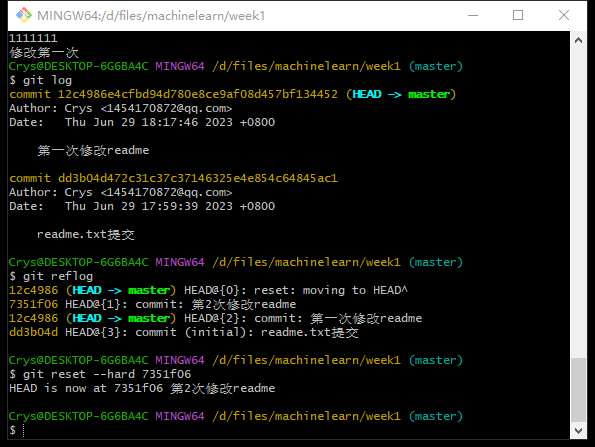 MINGW64:/d/files/machinelearn/week1
1111111
修改第一次
Crys@DESKTOP-6G6BA4C MINGW64 /d/files/machinelearn/week1 (master)
$ git log
commit 12c4986e4cfbd94d780e8ce9af08d457bf134452 (HEAD -> master)
Author: Crys <1454170872@qq.com>
Date:   Thu Jun 29 18:17:46 2023 +0800
第一次修改readme
commit dd3b04d472c31c37c37146325e4e854c64845ac1
Author: Crys <1454170872@qq.com>
Date:   Thu Jun 29 17:59:39 2023 +0800
readme.txt提交
Crys@DESKTOP-6G6BA4C MINGW64 /d/files/machinelearn/week1 (master)
$ git reflog
12c4986 (HEAD -> master) HEAD@{0}: reset: moving to HEAD^
7351f06 HEAD@{1}: commit: 第2次修改readme
12c4986 (HEAD -> master) HEAD@{2}: commit: 第一次修改readme
dd3b04d HEAD@{3}: commit (initial): readme.txt提交
Crys@DESKTOP-6G6BA4C MINGW64 /d/files/machinelearn/week1 (master)
$ git reset --hard 7351f06
HEAD is now at 7351f06 第2次修改readme
Crys@DESKTOP-6G6BA4C MINGW64 /d/files/machinelearn/week1 (master)
$